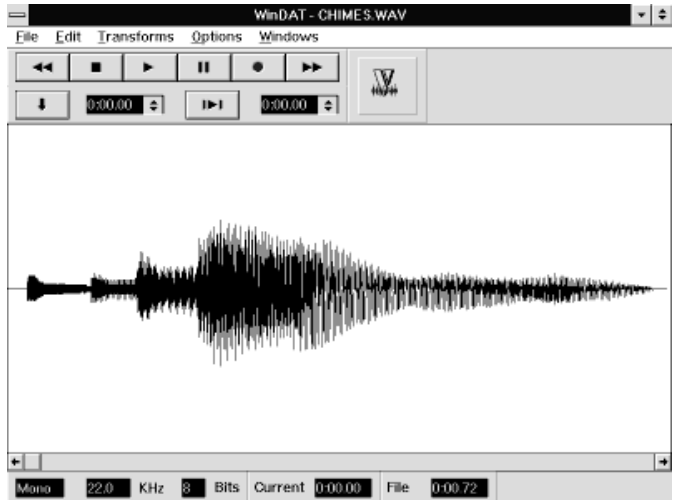 WinDAT - CHIMES.WAV
File Edit Transforms Options Windows
0:00.00 0:00.00
Mono 22.0 KHz 8 Bits Current 0:00.00 File 0:00.72